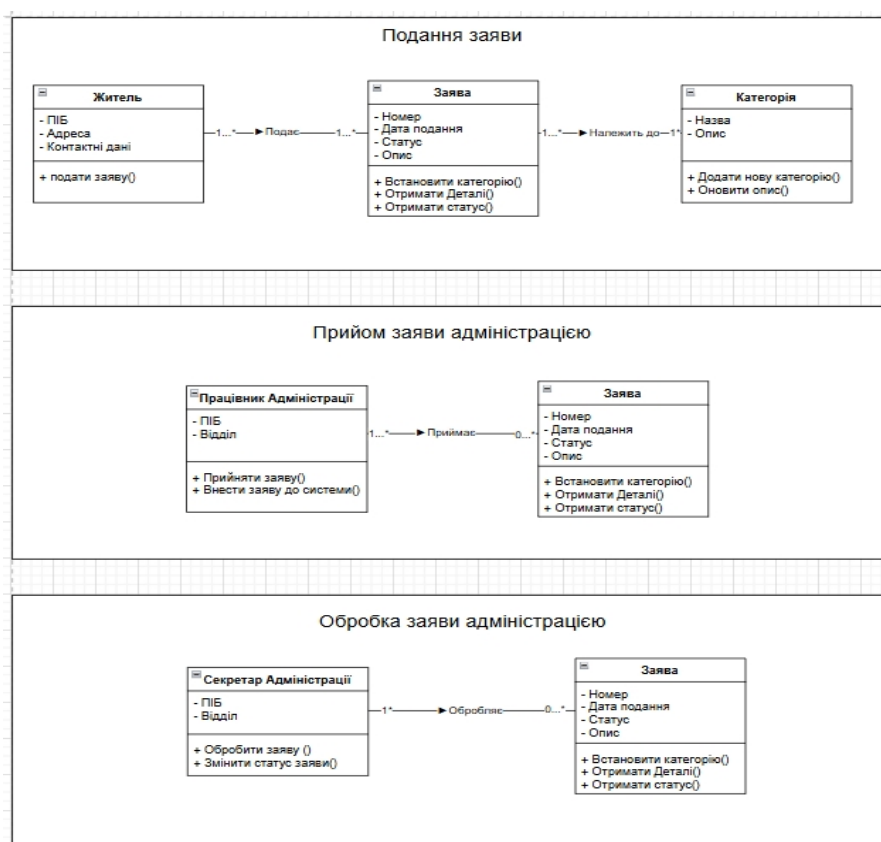 Подання заяви
Житель
- ПІБ
- Адреса
- Контактні дані
+ подати заяву()
1...*
Подає
1...*
Заява
- Номер
- Дата подання
- Статус
- Опис
+ Встановити категорію()
+ Отримати Деталі()
+ Отримати статус()
1...*
Належить до
1*
Категорія
- Назва
- Опис
+ Додати нову категорію()
+ Оновити опис()
Прийом заяви адміністрацією
Працівник Адміністрації
- ПІБ
- Відділ
+ Прийняти заяву()
+ Внести заяву до системи()
1...*
Приймає
0...*
Заява
- Номер
- Дата подання
- Статус
- Опис
+ Встановити категорію()
+ Отримати Деталі()
+ Отримати статус()
Обробка заяви адміністрацією
Секретар Адміністрації
- ПІБ
- Відділ
+ Обробити заяву ()
+ Змінити статус заяви()
1*
Обробляє
0...*
Заява
- Номер
- Дата подання
- Статус
- Опис
+ Встановити категорію()
+ Отримати Деталі()
+ Отримати статус()